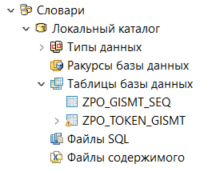 Словари
Локальный каталог
Типы данных
Ракурсы базы данных
Таблицы базы данных
ZPO_GISMT_SEQ
ZPO_TOKEN_GISMT
Файлы SQL
Файлы содержимого